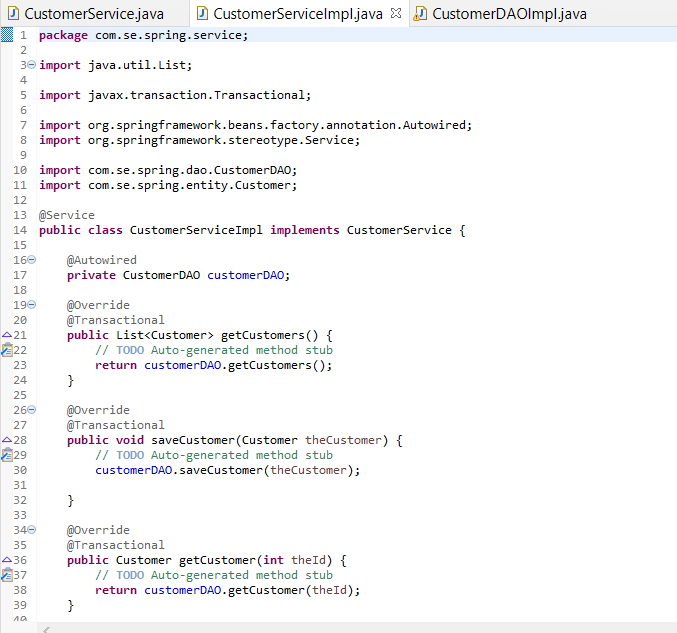 CustomerService.java CustomerServiceImpl.java CustomerDAOImpl.java
1 package com.se.spring.service;
2
3 import java.util.List;
4
5 import javax.transaction.Transactional;
6
7 import org.springframework.beans.factory.annotation.Autowired;
8 import org.springframework.stereotype.Service;
9
10 import com.se.spring.dao.CustomerDAO;
11 import com.se.spring.entity.Customer;
12
13 @Service
14 public class CustomerServiceImpl implements CustomerService {
15
16 @Autowired
17 private CustomerDAO customerDAO;
18
19 @Override
20 @Transactional
21 public List<Customer> getCustomers() {
22 // TODO Auto-generated method stub
23 return customerDAO.getCustomers();
24 }
25
26 @Override
27 @Transactional
28 public void saveCustomer(Customer theCustomer) {
29 // TODO Auto-generated method stub
30 customerDAO.saveCustomer(theCustomer);
31
32 }
33
34 @Override
35 @Transactional
36 public Customer getCustomer(int theId) {
37 // TODO Auto-generated method stub
38 return customerDAO.getCustomer(theId);
39 }
40